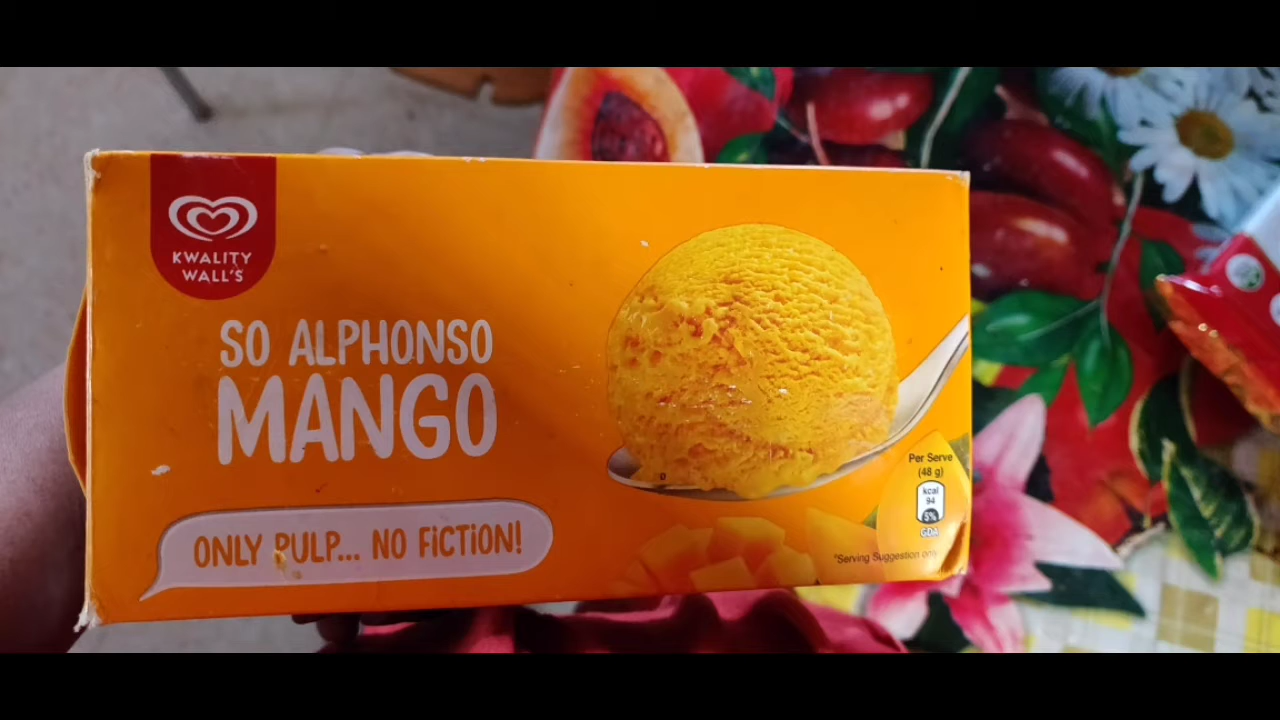 KWALITY
WALL'S
SO ALPHONSO
MANGO
ONLY PULP... NO FICTION!
Per Serve
(48 g)
kcal
94
5%
GDA
*Serving Suggestion only